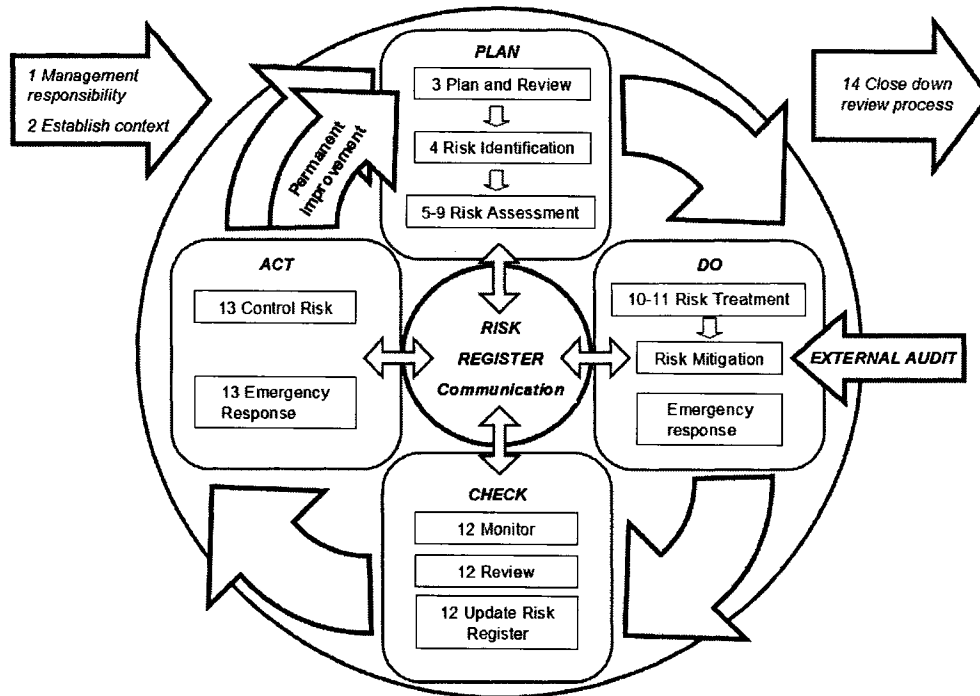 1 Management
responsibility
2 Establish context
PLAN
3 Plan and Review
4 Risk Identification
5-9 Risk Assessment
14 Close down
review process
Permanent
Improvement
ACT
13 Control Risk
13 Emergency
Response
RISK
REGISTER
Communication
DO
10-11 Risk Treatment
Risk Mitigation
Emergency
response
EXTERNAL AUDIT
CHECK
12 Monitor
12 Review
12 Update Risk
Register